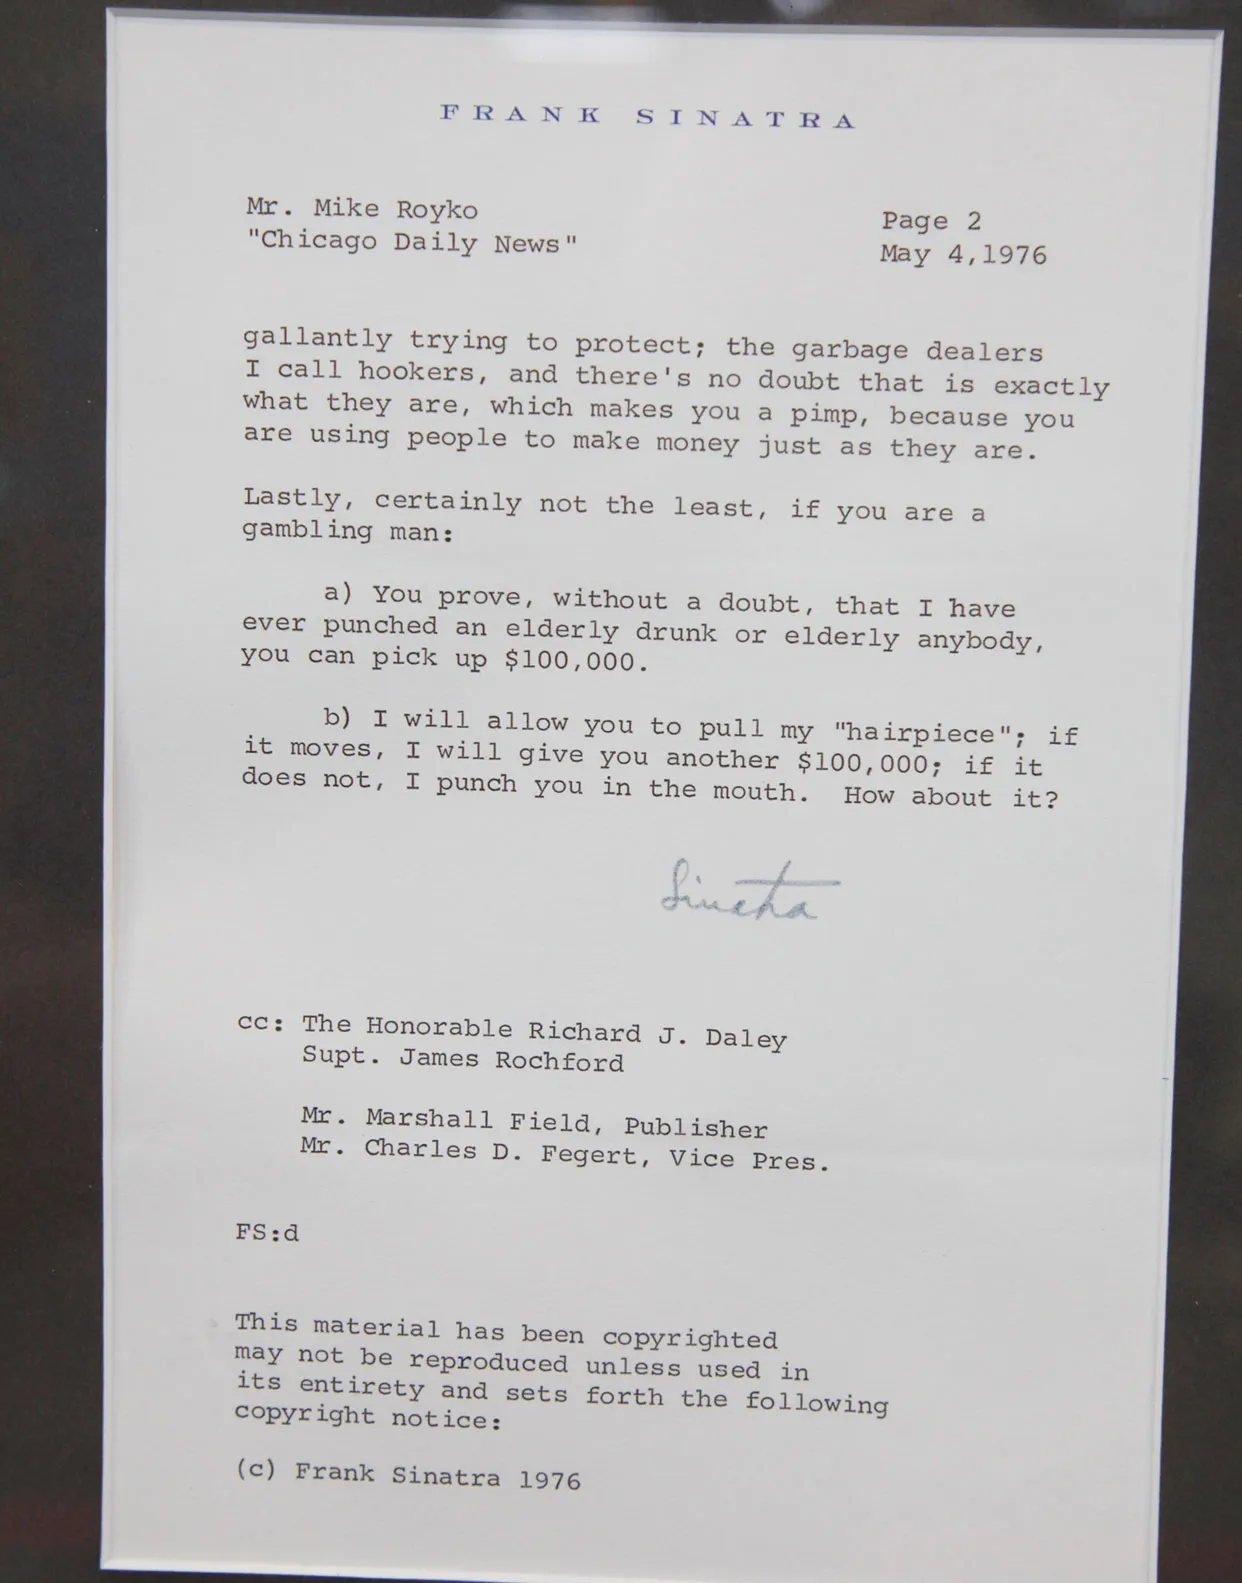 FRANK SINATRA
Mr. Mike Royko
"Chicago Daily News"
Page 2
May 4,1976
gallantly trying to protect; the garbage dealers
I call hookers, and there's no doubt that is exactly
what they are, which makes you a pimp, because you
are using people to make money just as they are.
Lastly, certainly not the least, if you are a
gambling man:
a) You prove, without a doubt, that I have
ever punched an elderly drunk or elderly anybody,
you can pick up $100,000.
b) I will allow you to pull my "hairpiece"; if
it moves, I will give you another $100,000; if it
does not, I punch you in the mouth. How about it?
Sinatra
cc: The Honorable Richard J. Daley
Supt. James Rochford
Mr. Marshall Field, Publisher
Mr. Charles D. Fegert, Vice Pres.
FS:d
This material has been copyrighted
may not be reproduced unless used in
its entirety and sets forth the following
copyright notice:
(c) Frank Sinatra 1976